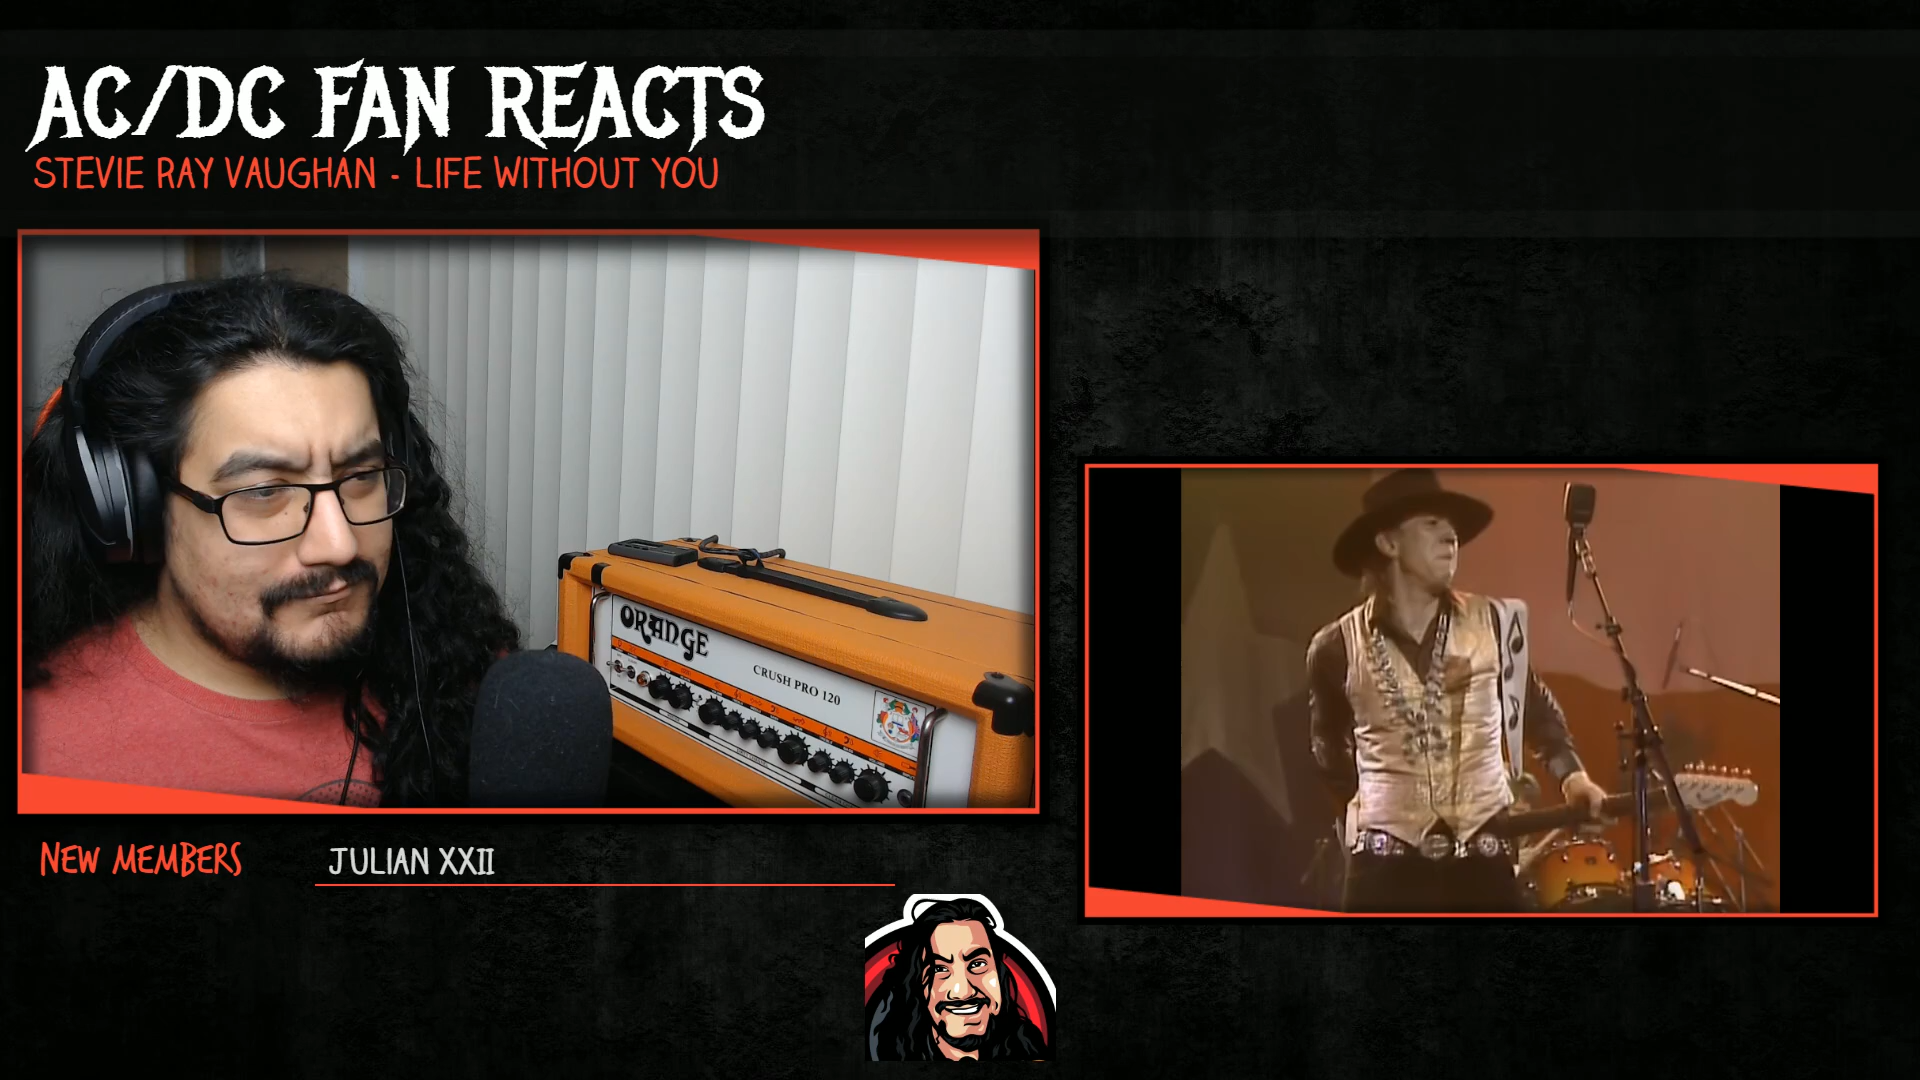 AC/DC FAN REACTS
STEVIE RAY VAUGHAN - LIFE WITHOUT YOU
ORANGE
CRUSH PRO 120
NEW MEMBERS
JULIAN XXII